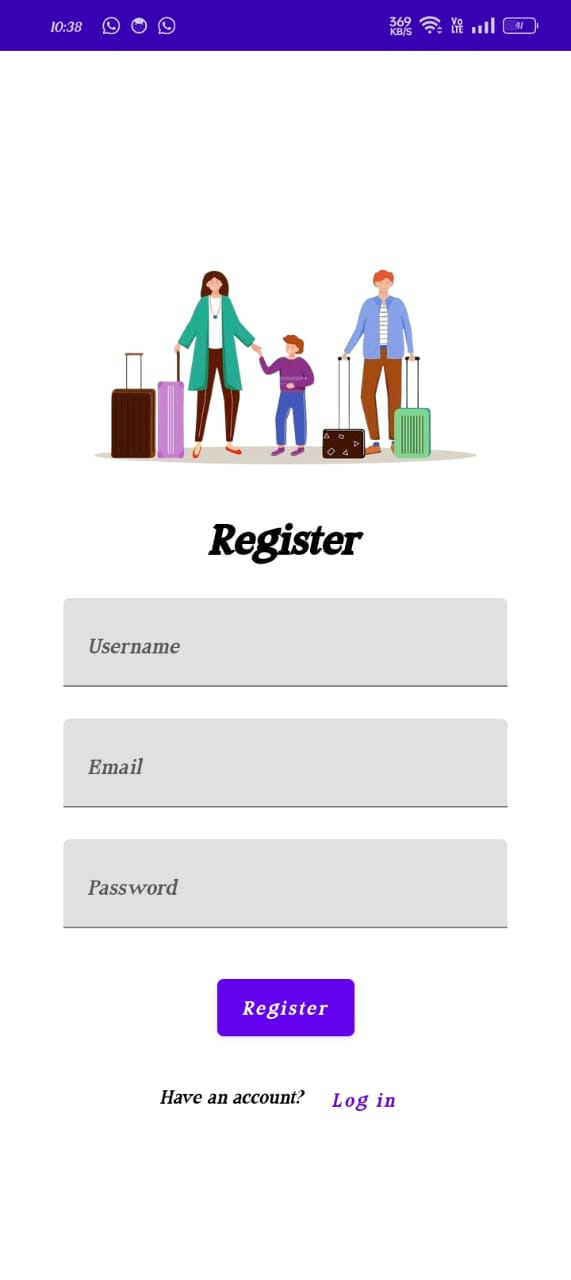 10:38
369
KB/S
Vo
LTE
41
Register
Username
Email
Password
Register
Have an account? Log in